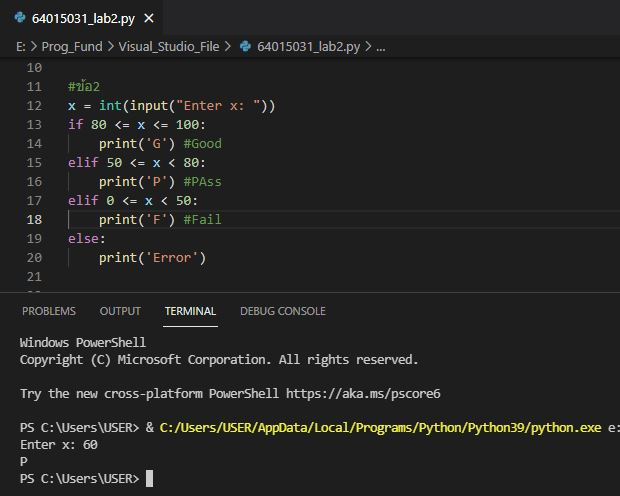 64015031_lab2.py ×
E: > Prog_Fund > Visual_Studio_File > 64015031_lab2.py > ...
10
11 #ข้อ2
12 x = int(input("Enter x: "))
13 if 80 <= x <= 100:
14     print('G') #Good
15 elif 50 <= x < 80:
16     print('P') #PAss
17 elif 0 <= x < 50:
18     print('F') #Fail
19 else:
20     print('Error')
21
PROBLEMS OUTPUT TERMINAL DEBUG CONSOLE
Windows PowerShell
Copyright (C) Microsoft Corporation. All rights reserved.
Try the new cross-platform PowerShell https://aka.ms/pscore6
PS C:\Users\USER> & C:/Users/USER/AppData/Local/Programs/Python/Python39/python.exe e:
Enter x: 60
P
PS C:\Users\USER>